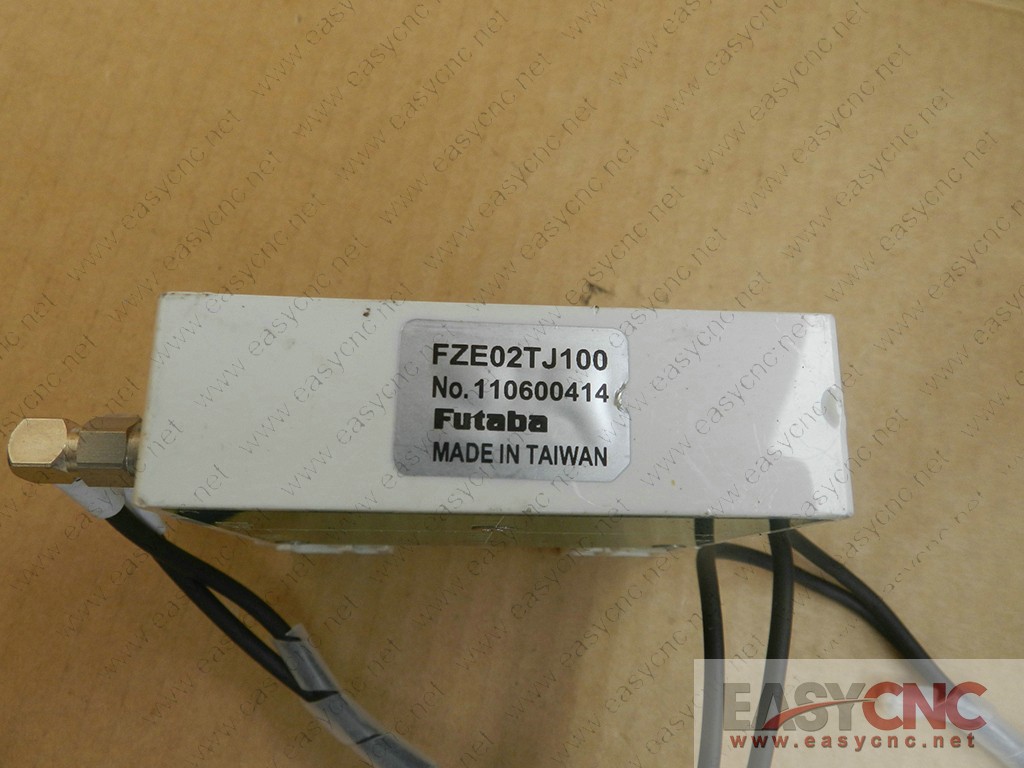 FZE02TJ100
No.110600414
Futaba
MADE IN TAIWAN
EASYCNC
www.easycnc.net